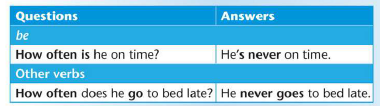 Questions Answers
be
How often is he on time? He's never on time.
Other verbs
How often does he go to bed late? He never goes to bed late.